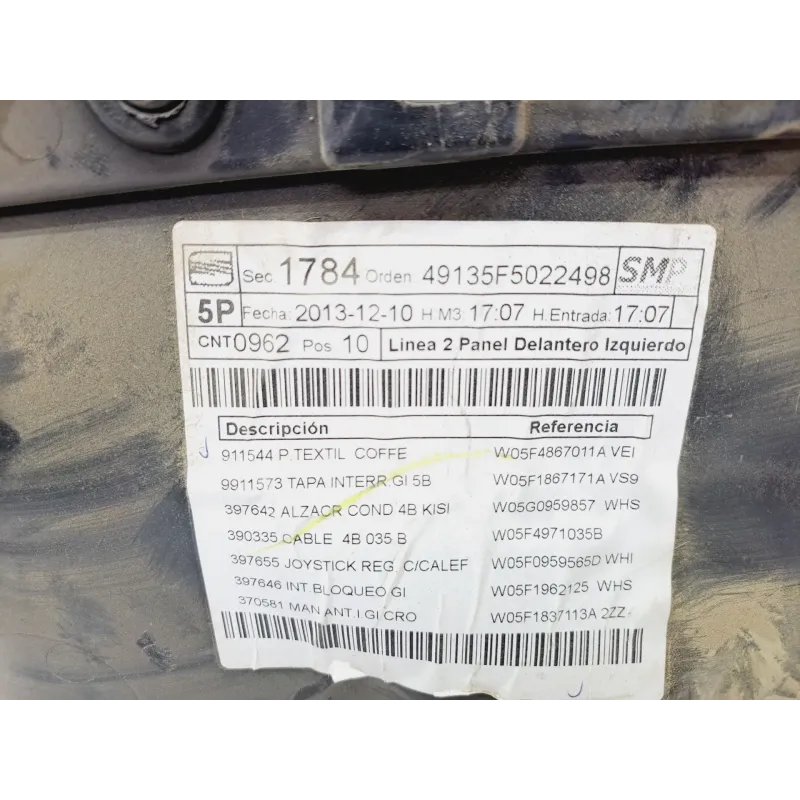 Sec. 1784 Orden 49135F5022498 SMP
5P Fecha: 2013-12-10 H M3: 17:07 H.Entrada: 17:07
CNT0962 Pos 10 Linea 2 Panel Delantero Izquierdo
Descripción Referencia
911544 P.TEXTIL COFFE W05F4867011A VEI
9911573 TAPA INTERR.GI 5B W05F1867171A VS9
397642 ALZACR COND 4B KISI W05G0959857 WHS
390335 CABLE 4B 035 B W05F4971035B
397655 JOYSTICK REG. C/CALEF W05F0959565D WHI
397646 INT.BLOQUEO GI W05F1962125 WHS
370581 MAN ANT.I.GI CRO W05F1837113A 2ZZ